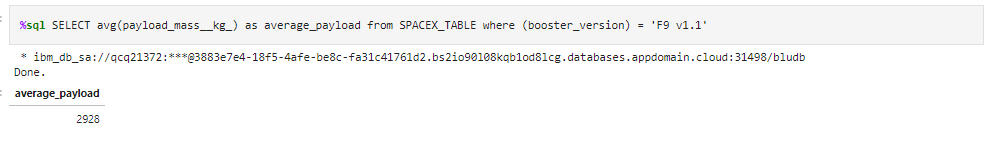 %sql SELECT avg(payload_mass__kg_) as average_payload from SPACEX_TABLE where (booster_version) = 'F9 v1.1'
* ibm_db_sa://qcq21372:***@3883e7e4-18f5-4afe-be8c-fa31c41761d2.bs2io90l08kqb1od8lcg.databases.appdomain.cloud:31498/bludb
Done.
average_payload
2928